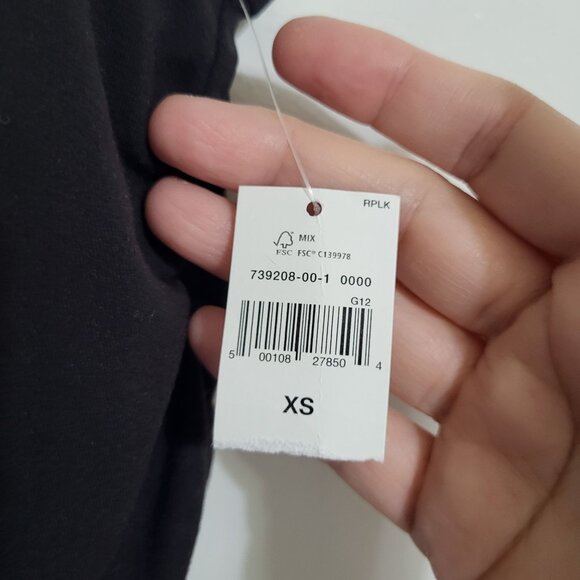 RPLK
MIX
FSC FSC® C139978
739208-00-1 0000
G12
5 00108 27850 4
XS